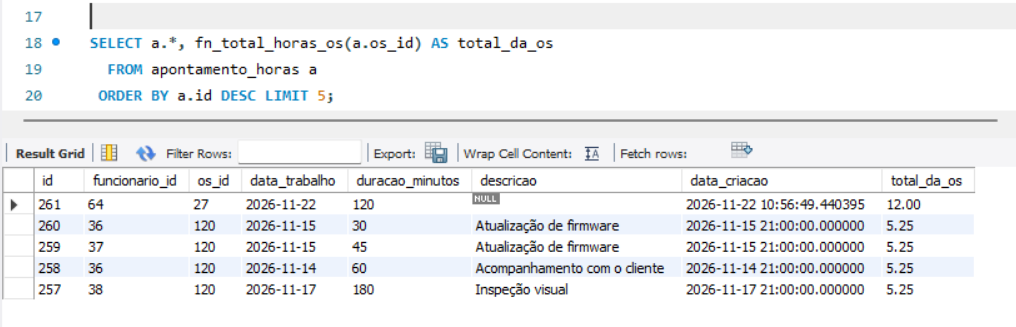 17
18 SELECT a.*, fn_total_horas_os(a.os_id) AS total_da_os
19 FROM apontamento_horas a
20 ORDER BY a.id DESC LIMIT 5;
Result Grid Filter Rows: Export: Wrap Cell Content: IA Fetch rows:
id funcionario_id os_id data_trabalho duracao_minutos descricao data_criacao total_da_os
261 64 27 2026-11-22 120 NULL 2026-11-22 10:56:49.440395 12.00
260 36 120 2026-11-15 30 Atualização de firmware 2026-11-15 21:00:00.000000 5.25
259 37 120 2026-11-15 45 Atualização de firmware 2026-11-15 21:00:00.000000 5.25
258 36 120 2026-11-14 60 Acompanhamento com o cliente 2026-11-14 21:00:00.000000 5.25
257 38 120 2026-11-17 180 Inspeção visual 2026-11-17 21:00:00.000000 5.25